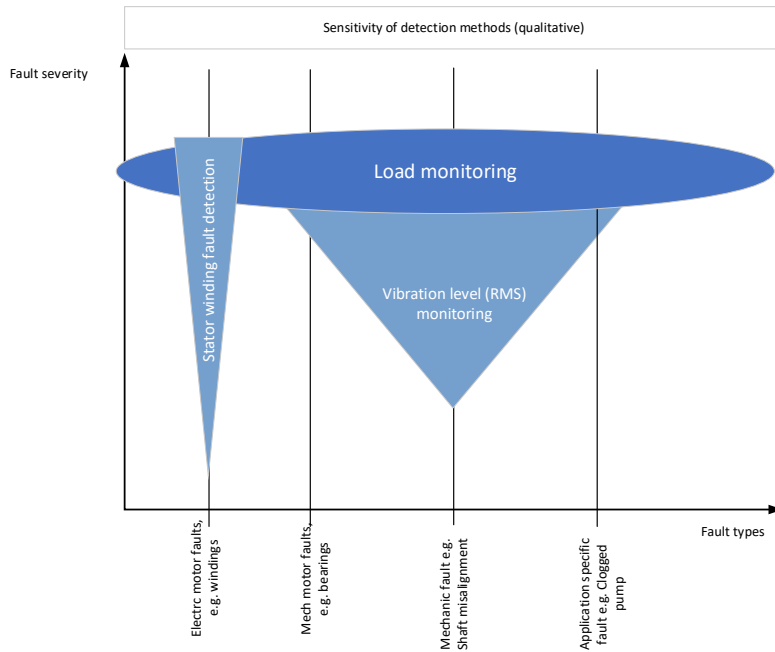 Sensitivity of detection methods (qualitative)
Fault severity
Load monitoring
Stator winding fault detection
Vibration level (RMS)
monitoring
Fault types
Electrc motor faults,
e.g. windings
Mech motor faults,
e.g. bearings
Mechanic fault e.g.
Shaft misalignment
Application specific
fault e.g. Clogged
pump